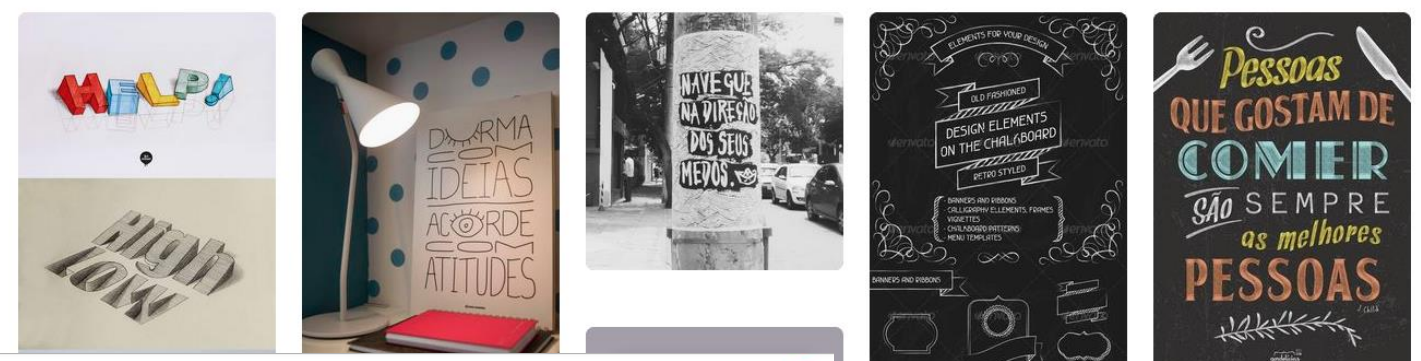 HELP!
High
low
DURMA
COM
IDEIAS
ACORDE
COM
ATITUDES
NAVEGUE
NA DIREÇÃO
DOS SEUS
MEDOS.
ELEMENTS FOR YOUR DESIGN
OLD FASHIONED
DESIGN ELEMENTS
ON THE CHALKBOARD
RETRO STYLED
· BANNERS AND RIBBONS
· CALLIGRAPHY ELLEMENTS, FRAMES
VIGNETTES
· CHALKBOARD PATTERNS
· MENU TEMPLATES
BANNERS AND RIBBONS
Pessoas
QUE GOSTAM DE
COMER
SÃO SEMPRE
as melhores
PESSOAS